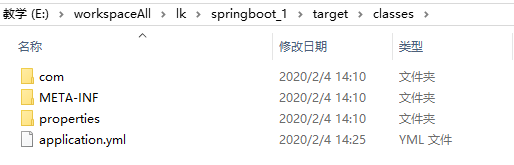 教学 (E:) › workspaceAll › lk › springboot_1 › target › classes ›
名称 修改日期 类型
com 2020/2/4 14:10 文件夹
META-INF 2020/2/4 14:10 文件夹
properties 2020/2/4 14:10 文件夹
application.yml 2020/2/4 14:25 YML 文件